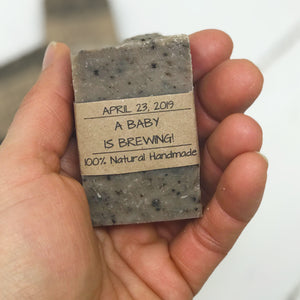 APRIL 23, 2019
A BABY
IS BREWING!
100% Natural Handmade